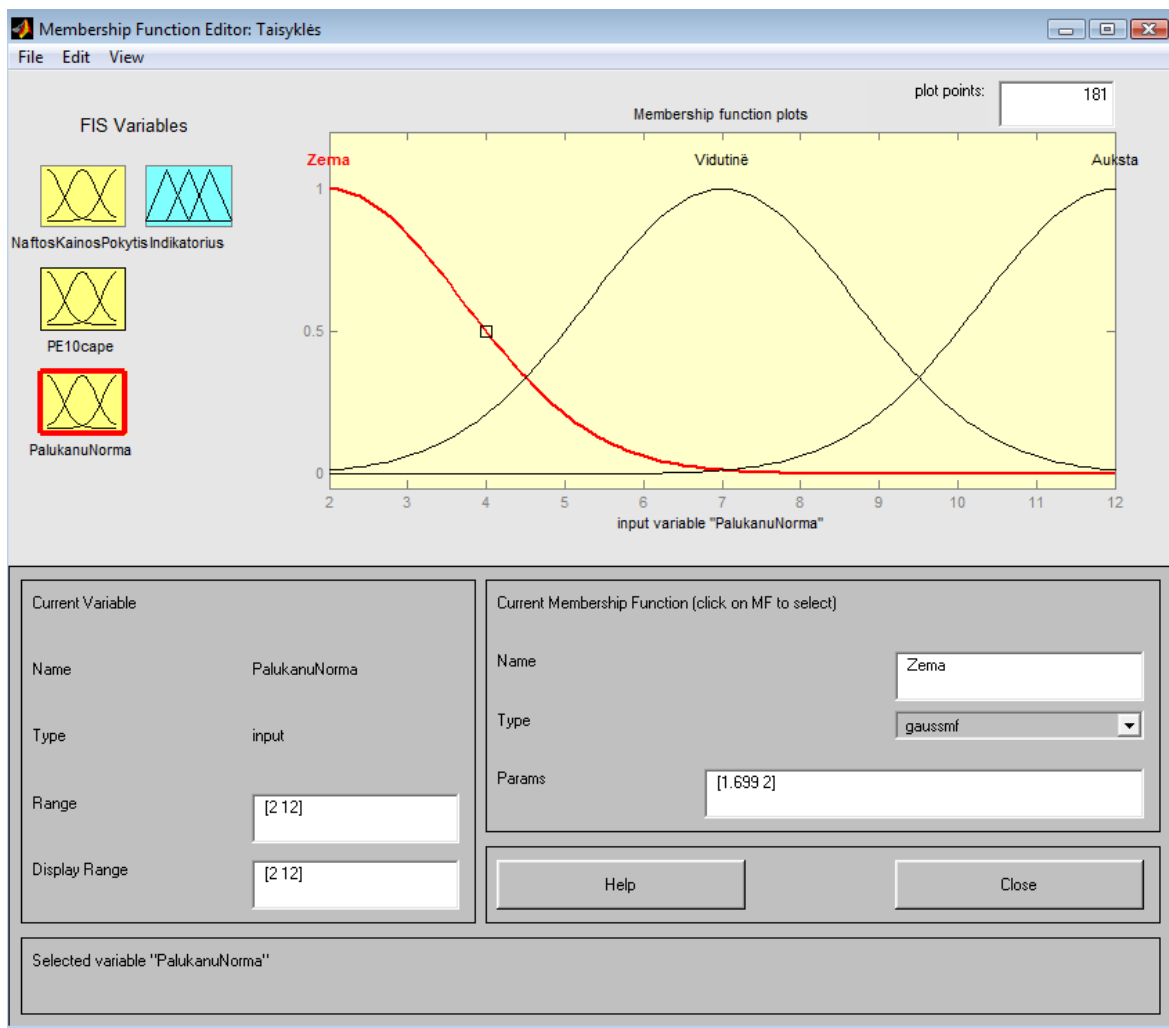 Membership Function Editor: Taisyklės
File Edit View
plot points: 181
FIS Variables
Membership function plots
Zema Vidutinë Auksta
1
0.5
0
2 3 4 5 6 7 8 9 10 11 12
input variable "PalukanuNorma"
NaftosKainosPokytis Indikatorius
PE10cape
PalukanuNorma
Current Variable
Name PalukanuNorma
Type input
Range [2 12]
Display Range [2 12]
Current Membership Function (click on MF to select)
Name Zema
Type gaussmf
Params [1.699 2]
Help Close
Selected variable "PalukanuNorma"